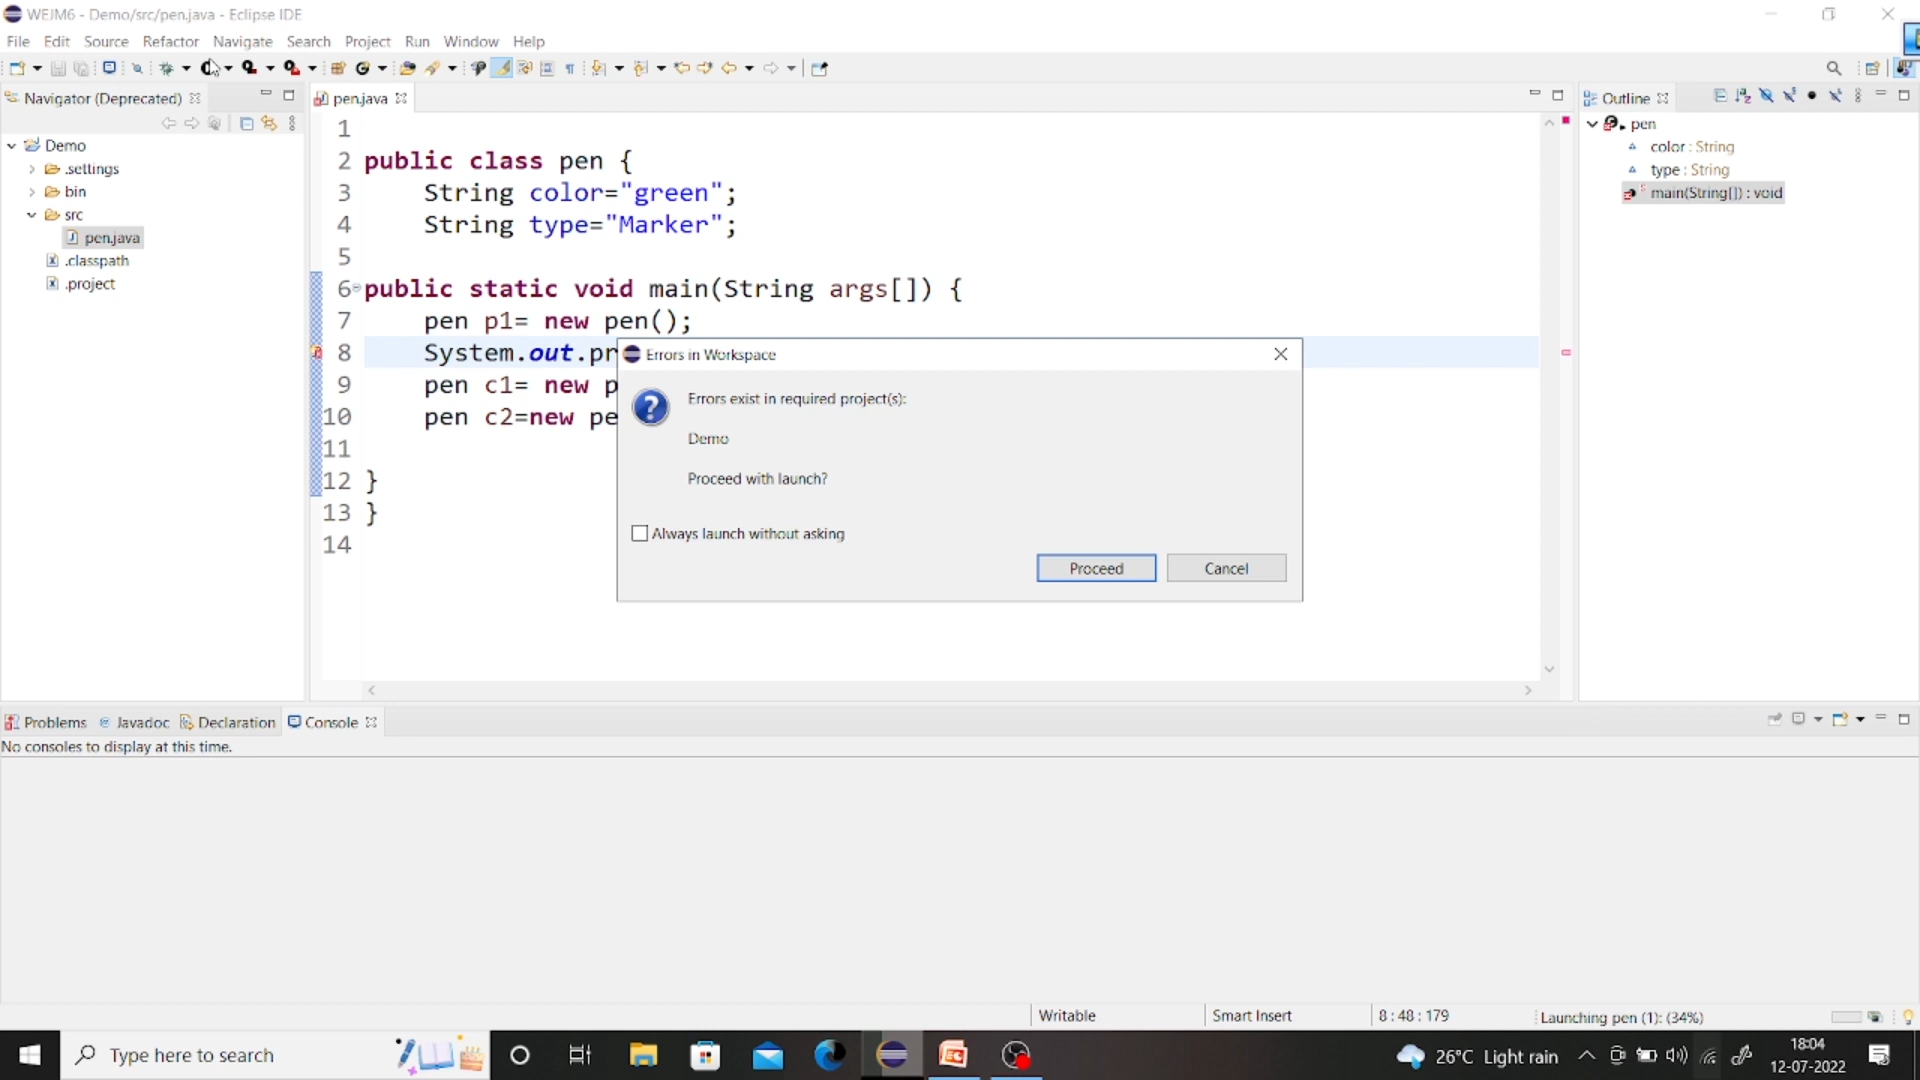 WEJM6 - Demo/src/pen.java - Eclipse IDE
File Edit Source Refactor Navigate Search Project Run Window Help
Navigator (Deprecated)
Demo
.settings
bin
src
pen.java
.classpath
.project
pen.java
1
2 public class pen {
3 String color="green";
4 String type="Marker";
5
6 public static void main(String args[]) {
7 pen p1= new pen();
8 System.out.pr
9 pen c1= new p
10 pen c2=new pe
11
12 }
13 }
14
Errors in Workspace
Errors exist in required project(s):
Demo
Proceed with launch?
Always launch without asking
Proceed Cancel
Outline
pen
color : String
type : String
main(String[]) : void
Problems Javadoc Declaration Console
No consoles to display at this time.
Writable Smart Insert 8 : 48 : 179 Launching pen (1): (34%)
Type here to search
26°C Light rain
18:04
12-07-2022